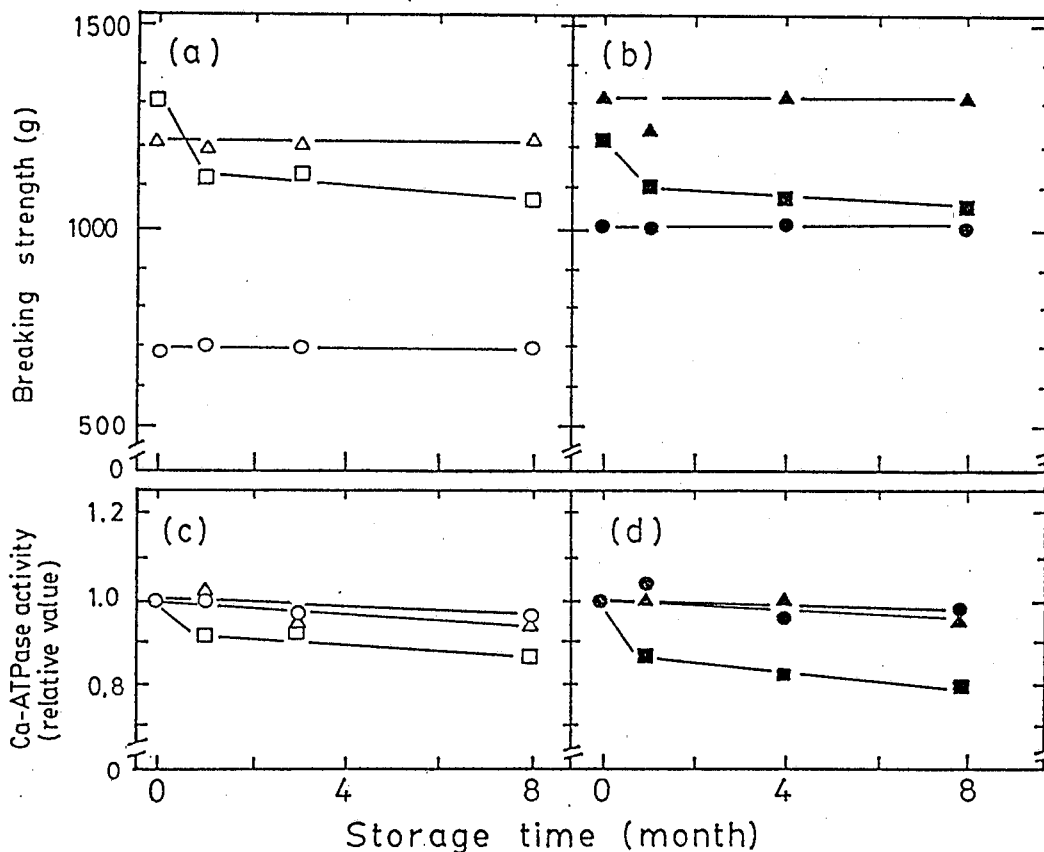 1500
(a)
(b)
Breaking strength (g)
1000
500
0
1.2
(c)
(d)
Ca-ATPase activity
(relative value)
1.0
0.8
0
0
4
8
0
4
8
Storage time (month)